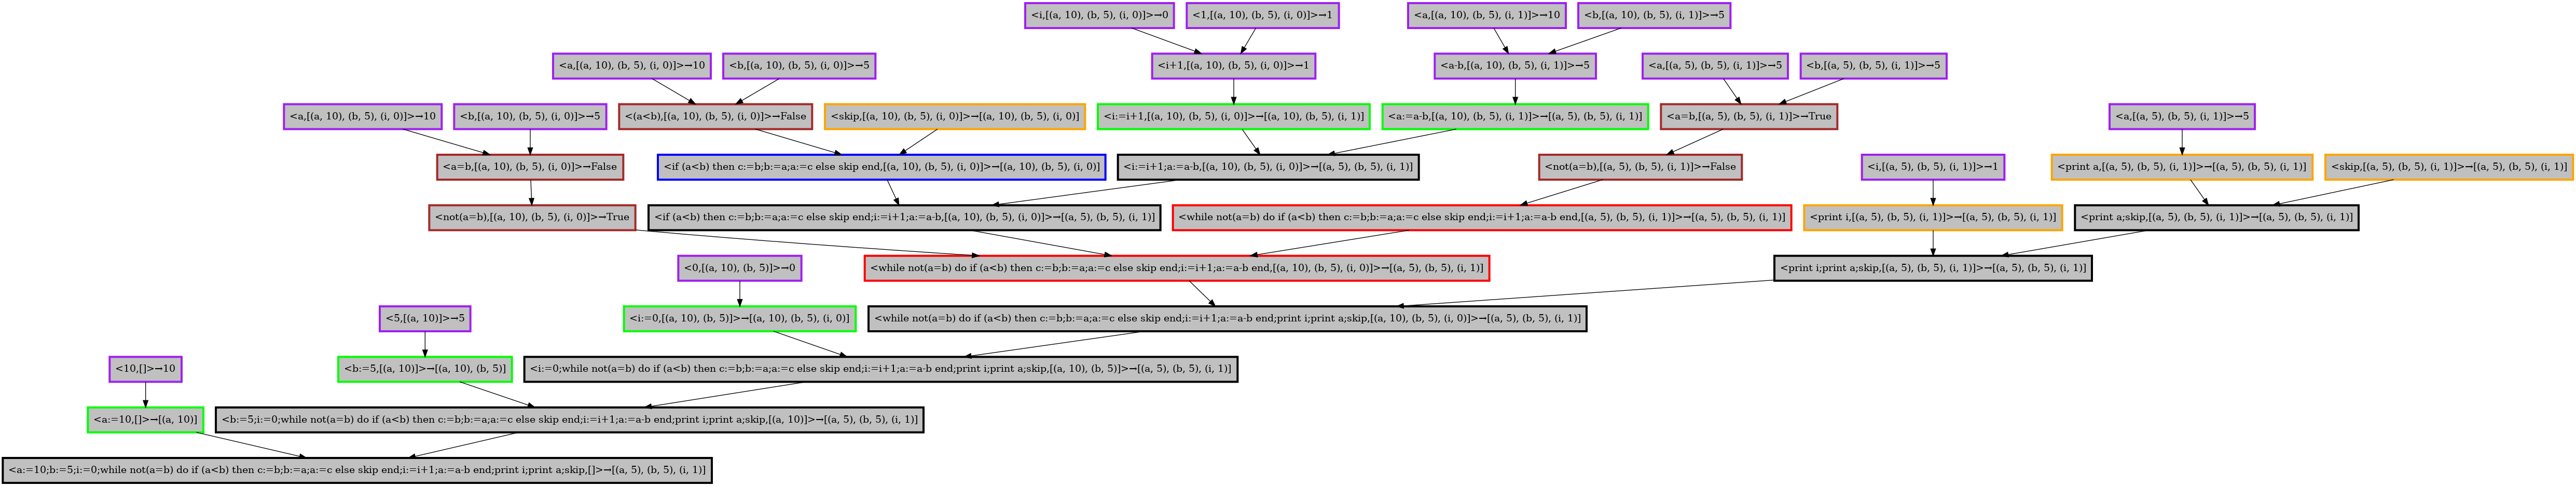 <i,[(a, 10), (b, 5), (i, 0)]>→0
<1,[(a, 10), (b, 5), (i, 0)]>→1
<a,[(a, 10), (b, 5), (i, 1)]>→10
<b,[(a, 10), (b, 5), (i, 1)]>→5
<a,[(a, 10), (b, 5), (i, 0)]>→10
<b,[(a, 10), (b, 5), (i, 0)]>→5
<i+1,[(a, 10), (b, 5), (i, 0)]>→1
<a-b,[(a, 10), (b, 5), (i, 1)]>→5
<a,[(a, 5), (b, 5), (i, 1)]>→5
<b,[(a, 5), (b, 5), (i, 1)]>→5
<a,[(a, 10), (b, 5), (i, 0)]>→10
<b,[(a, 10), (b, 5), (i, 0)]>→5
<(a<b),[(a, 10), (b, 5), (i, 0)]>→False
<skip,[(a, 10), (b, 5), (i, 0)]>→[(a, 10), (b, 5), (i, 0)]
<i:=i+1,[(a, 10), (b, 5), (i, 0)]>→[(a, 10), (b, 5), (i, 1)]
<a:=a-b,[(a, 10), (b, 5), (i, 1)]>→[(a, 5), (b, 5), (i, 1)]
<a=b,[(a, 5), (b, 5), (i, 1)]>→True
<a,[(a, 5), (b, 5), (i, 1)]>→5
<a=b,[(a, 10), (b, 5), (i, 0)]>→False
<if (a<b) then c:=b;b:=a;a:=c else skip end,[(a, 10), (b, 5), (i, 0)]>→[(a, 10), (b, 5), (i, 0)]
<i:=i+1;a:=a-b,[(a, 10), (b, 5), (i, 0)]>→[(a, 5), (b, 5), (i, 1)]
<not(a=b),[(a, 5), (b, 5), (i, 1)]>→False
<i,[(a, 5), (b, 5), (i, 1)]>→1
<print a,[(a, 5), (b, 5), (i, 1)]>→[(a, 5), (b, 5), (i, 1)]
<skip,[(a, 5), (b, 5), (i, 1)]>→[(a, 5), (b, 5), (i, 1)]
<not(a=b),[(a, 10), (b, 5), (i, 0)]>→True
<if (a<b) then c:=b;b:=a;a:=c else skip end;i:=i+1;a:=a-b,[(a, 10), (b, 5), (i, 0)]>→[(a, 5), (b, 5), (i, 1)]
<while not(a=b) do if (a<b) then c:=b;b:=a;a:=c else skip end;i:=i+1;a:=a-b end,[(a, 5), (b, 5), (i, 1)]>→[(a, 5), (b, 5), (i, 1)]
<print i,[(a, 5), (b, 5), (i, 1)]>→[(a, 5), (b, 5), (i, 1)]
<print a;skip,[(a, 5), (b, 5), (i, 1)]>→[(a, 5), (b, 5), (i, 1)]
<0,[(a, 10), (b, 5)]>→0
<while not(a=b) do if (a<b) then c:=b;b:=a;a:=c else skip end;i:=i+1;a:=a-b end,[(a, 10), (b, 5), (i, 0)]>→[(a, 5), (b, 5), (i, 1)]
<print i;print a;skip,[(a, 5), (b, 5), (i, 1)]>→[(a, 5), (b, 5), (i, 1)]
<5,[(a, 10)]>→5
<i:=0,[(a, 10), (b, 5)]>→[(a, 10), (b, 5), (i, 0)]
<while not(a=b) do if (a<b) then c:=b;b:=a;a:=c else skip end;i:=i+1;a:=a-b end;print i;print a;skip,[(a, 10), (b, 5), (i, 0)]>→[(a, 5), (b, 5), (i, 1)]
<10,[]>→10
<b:=5,[(a, 10)]>→[(a, 10), (b, 5)]
<i:=0;while not(a=b) do if (a<b) then c:=b;b:=a;a:=c else skip end;i:=i+1;a:=a-b end;print i;print a;skip,[(a, 10), (b, 5)]>→[(a, 5), (b, 5), (i, 1)]
<a:=10,[]>→[(a, 10)]
<b:=5;i:=0;while not(a=b) do if (a<b) then c:=b;b:=a;a:=c else skip end;i:=i+1;a:=a-b end;print i;print a;skip,[(a, 10)]>→[(a, 5), (b, 5), (i, 1)]
<a:=10;b:=5;i:=0;while not(a=b) do if (a<b) then c:=b;b:=a;a:=c else skip end;i:=i+1;a:=a-b end;print i;print a;skip,[]>→[(a, 5), (b, 5), (i, 1)]